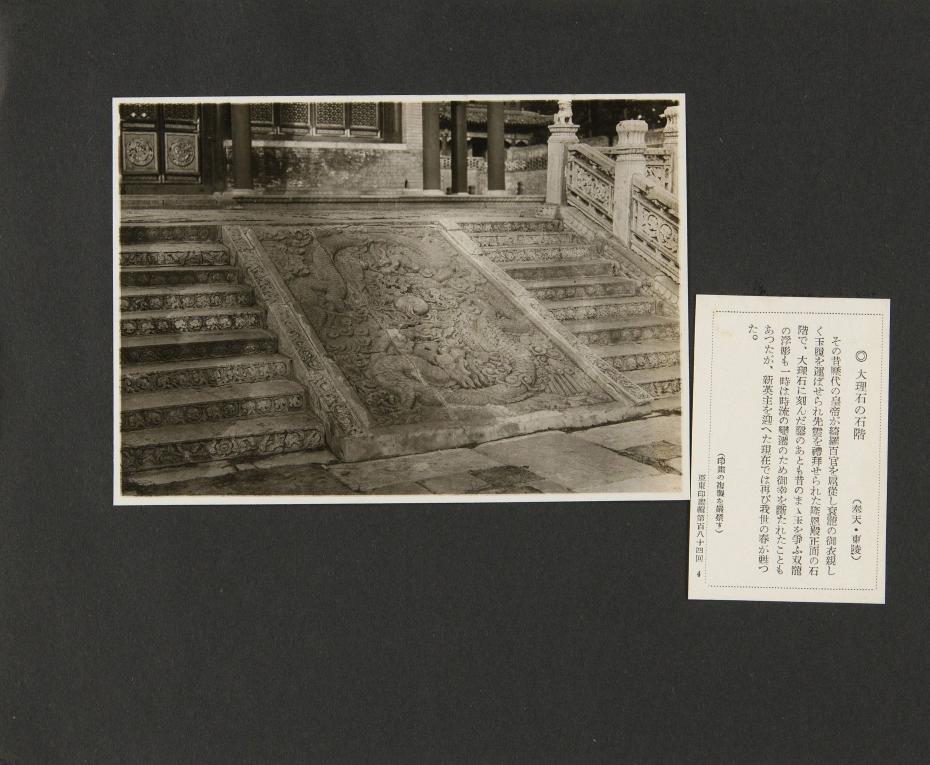 ◎ 大理石の石階
（奉天・東陵）
その昔歷代の皇帝が綺羅百官を扈從し袞龍の御衣親し
く玉履を運ばせられ先靈を禮拜せられた隆恩殿正面の石
階で、大理石に刻んだ鑿のあとも昔のまゝ玉を爭ふ双龍
の浮彫も一時は時流の變遷のため御幸を斷たれたことも
あつたが、新英主を迎へた現在では再び我世の春が甦つ
た。
（印畫の複製を嚴禁す）
亞東印畫輯第百八十四回 4